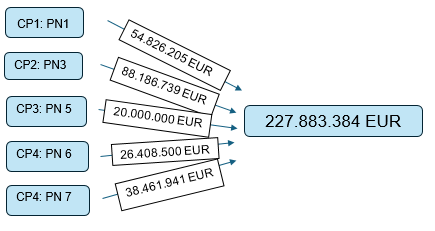 CP1: PN1
54.826.205 EUR
CP2: PN3
88.186.739 EUR
CP3: PN 5
20.000.000 EUR
227.883.384 EUR
CP4: PN 6
26.408.500 EUR
CP4: PN 7
38.461.941 EUR